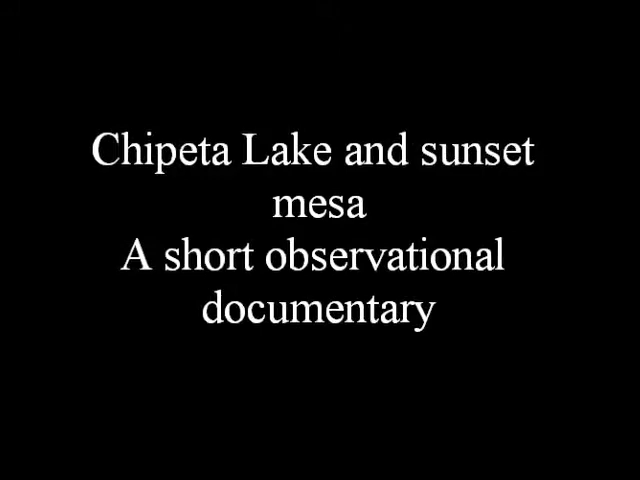 Chipeta Lake and sunset
mesa
A short observational
documentary